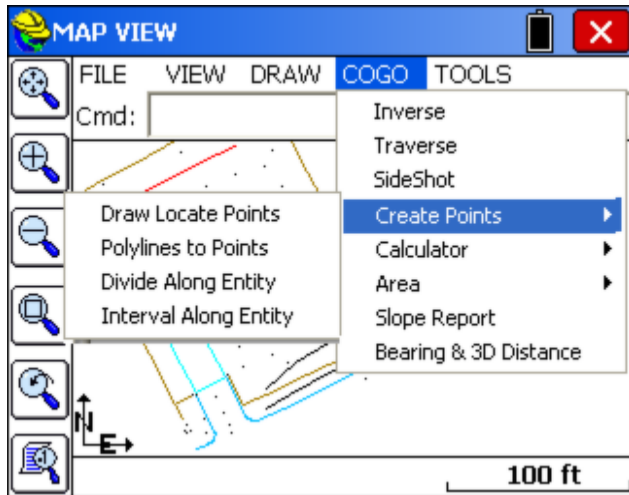 MAP VIEW
FILE VIEW DRAW COGO TOOLS
Cmd:
Inverse
Traverse
SideShot
Create Points
Calculator
Area
Slope Report
Bearing & 3D Distance
Draw Locate Points
Polylines to Points
Divide Along Entity
Interval Along Entity
N
E
100 ft